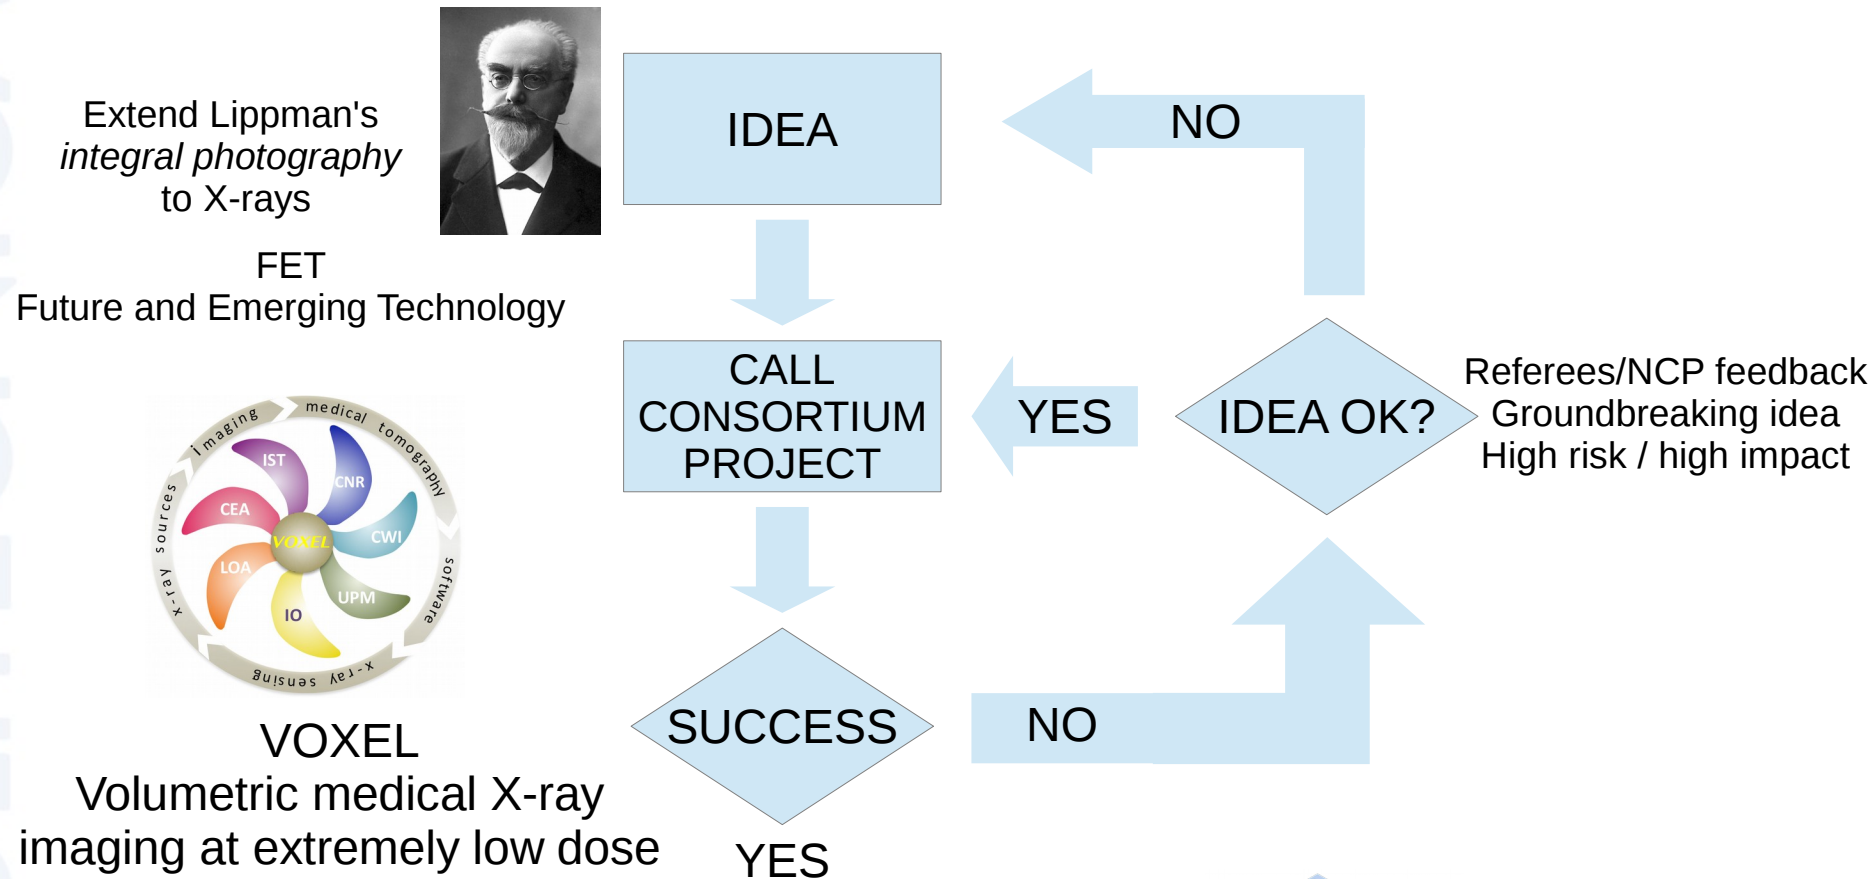 Extend Lippman's
integral photography
to X-rays
FET
Future and Emerging Technology
IDEA
NO
CALL
CONSORTIUM
PROJECT
YES
IDEA OK?
Referees/NCP feedback
Groundbreaking idea
High risk / high impact
imaging
medical tomography
software
x-ray sensing
x-ray sources
IST
CNR
CEA
CWI
VOXEL
LOA
UPM
IO
SUCCESS
NO
VOXEL
Volumetric medical X-ray
imaging at extremely low dose
YES